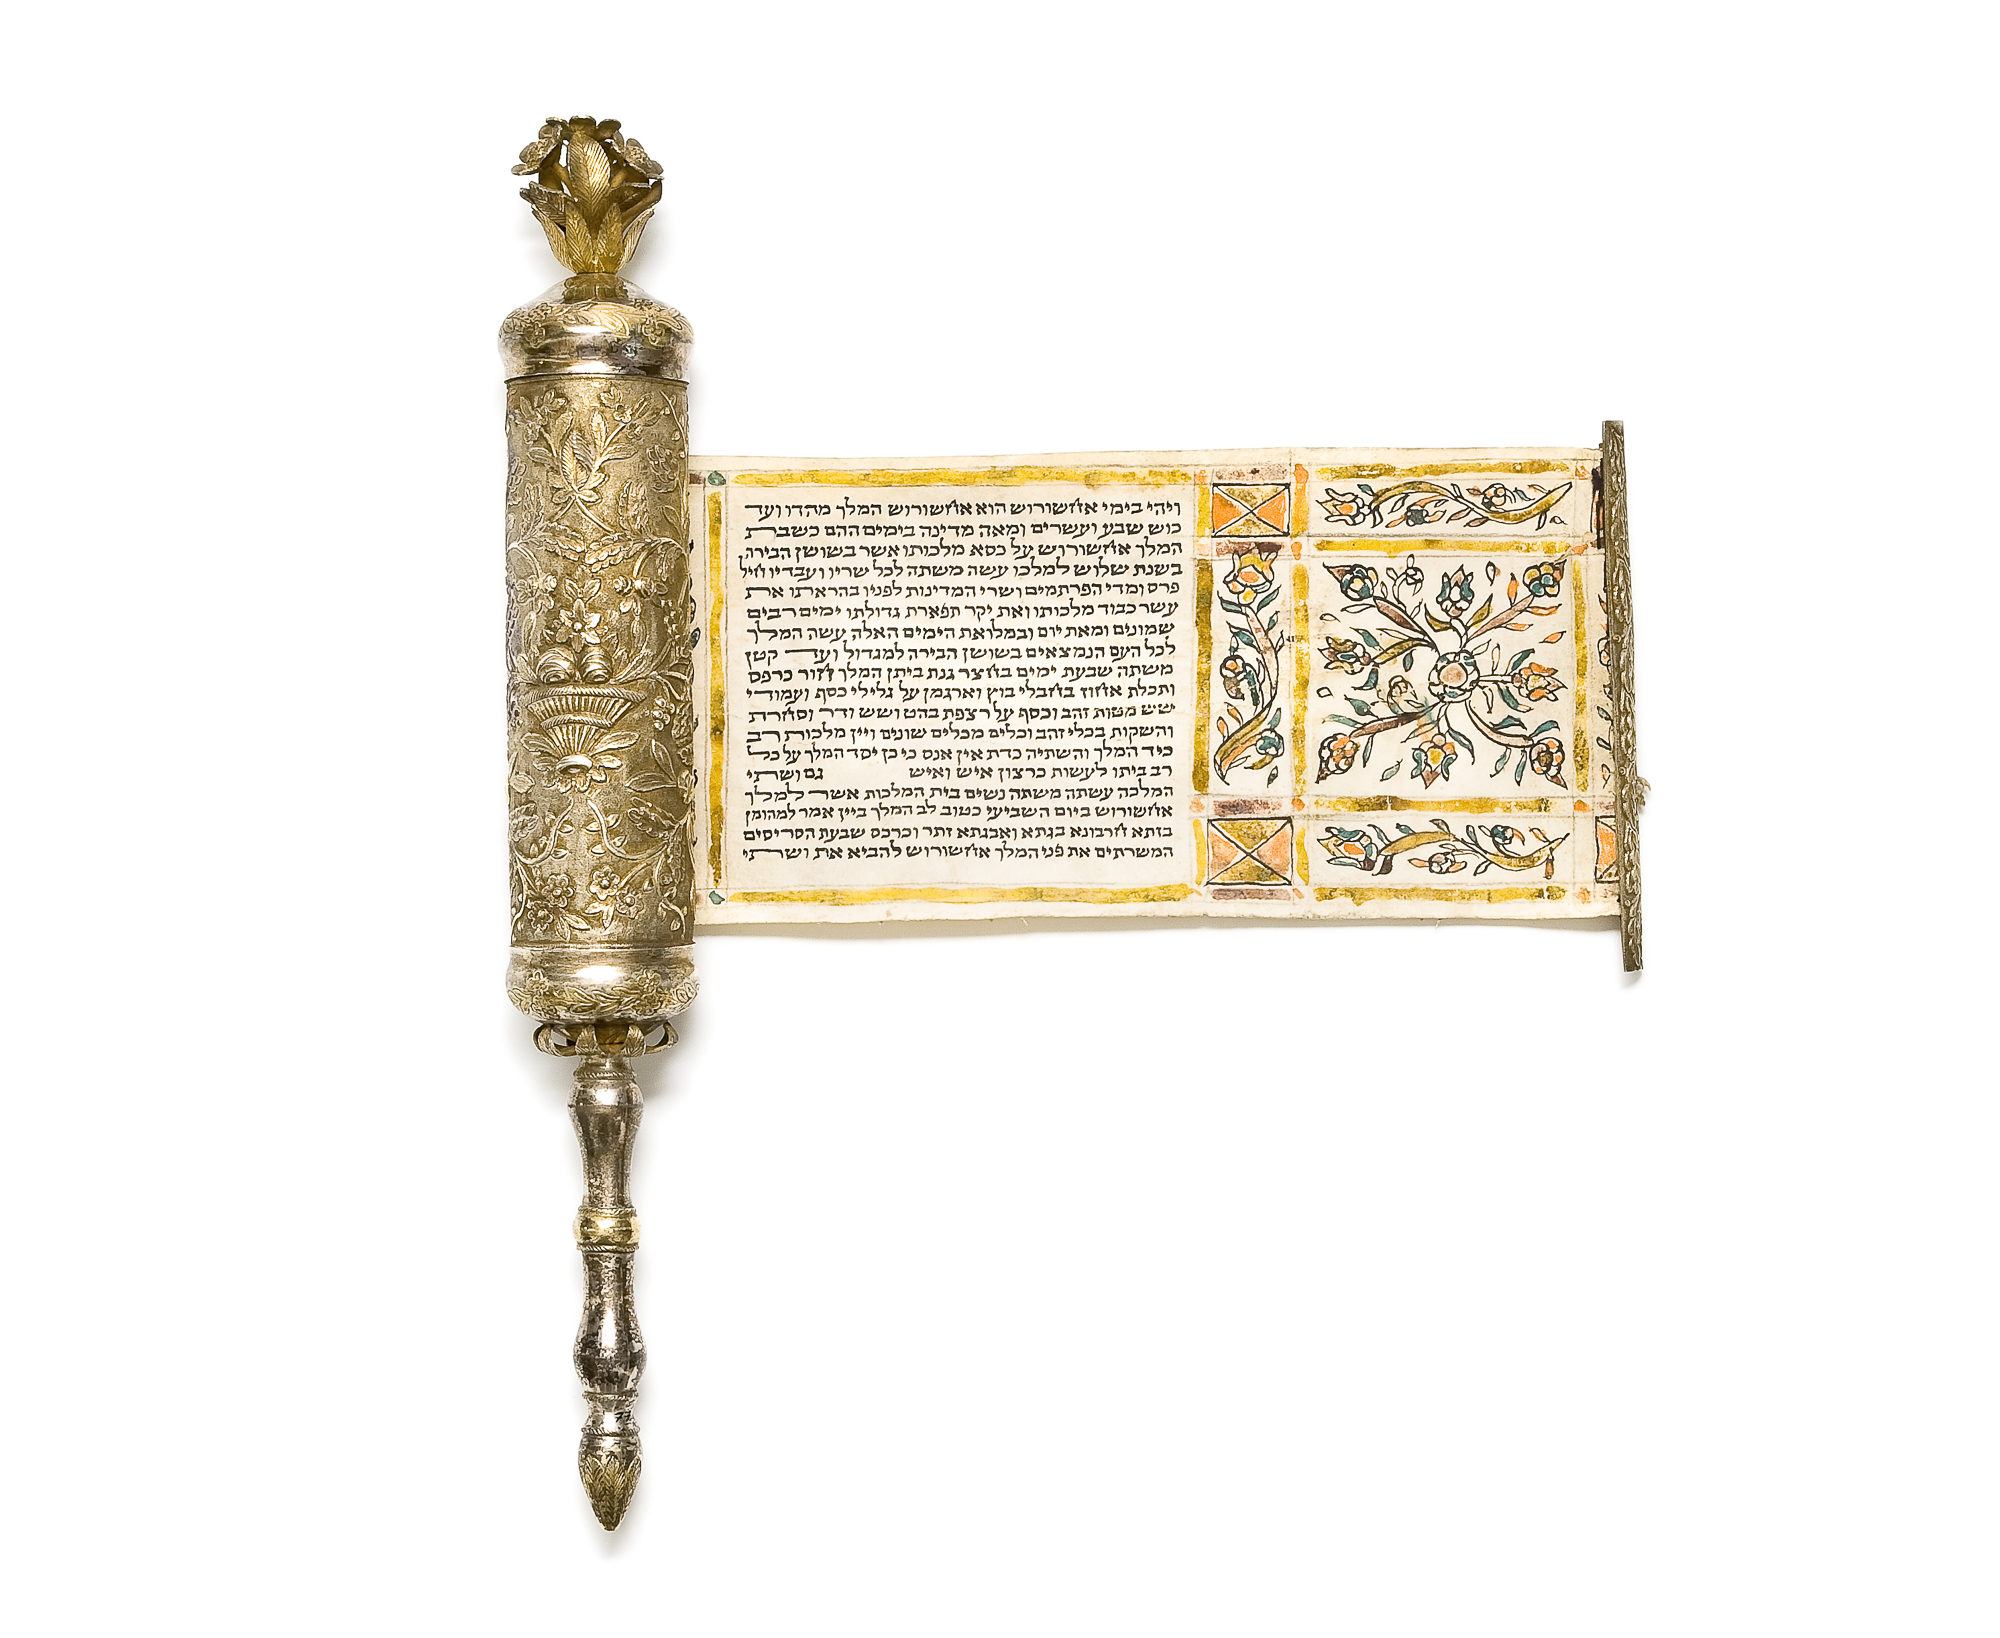 ויהי בימי אחשורוש הוא אחשורוש המלך מהדו ועד
כוש שבע ועשרים ומאה מדינה בימים ההם כשבת
המלך אחשורוש על כסא מלכותו אשר בשושן הבירה
בשנת שלוש למלכו עשה משתה לכל שריו ועבדיו חיל
פרס ומדי הפרתמים ושרי המדינות לפניו בהראתו את
עשר כבוד מלכותו ואת יקר תפארת גדולתו ימים רבים
שמונים ומאת יום ובמלואת הימים האלה עשה המלך
לכל העם הנמצאים בשושן הבירה למגדול ועד קטן
משתה שבעת ימים בחצר גנת ביתן המלך חור כרפס
ותכלת אחוז בחבלי בוץ וארגמן על גלילי כסף ועמודי
שש מטות זהב וכסף על רצפת בהט ושש ודר וסחרת
והשקות בכלי זהב וכלים מכלים שונים ויין מלכות רב
כיד המלך והשתיה כדת אין אנס כי כן יסד המלך על כל
רב ביתו לעשות כרצון איש ואיש גם ושתי
המלכה עשתה משתה נשים בית המלכות אשר למלך
אחשורוש ביום השביעי כטוב לב המלך ביין אמר למהומן
בזתא חרבונא בגתא ואבגתא זתר וכרכס שבעת הסריסים
המשרתים את פני המלך אחשורוש להביא את ושתי
77